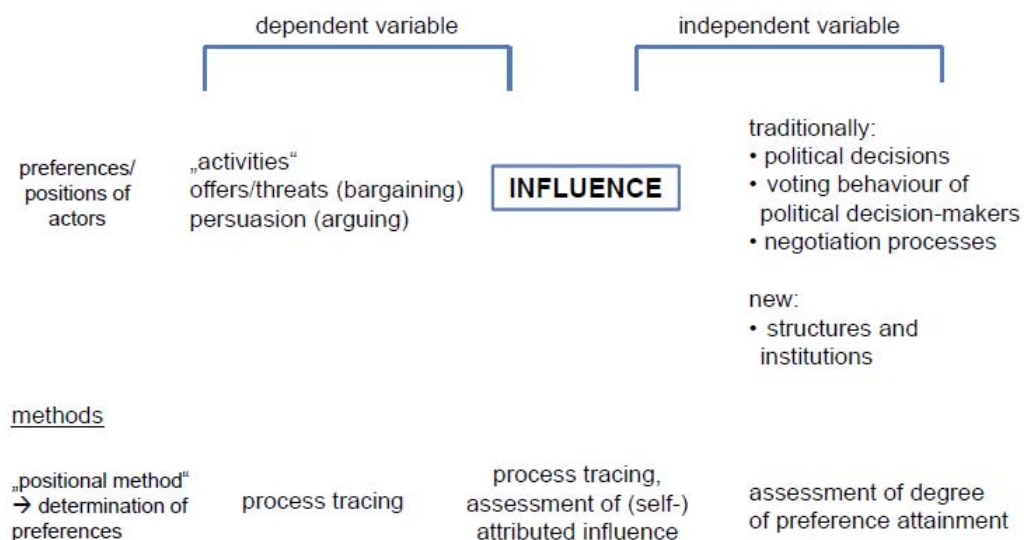 dependent variable
independent variable
preferences/
positions of
actors
„activities“
offers/threats (bargaining)
persuasion (arguing)
INFLUENCE
traditionally:
• political decisions
• voting behaviour of
political decision-makers
• negotiation processes
new:
• structures and
institutions
methods
„positional method“
→ determination of
preferences
process tracing
process tracing,
assessment of (self-)
attributed influence
assessment of degree
of preference attainment